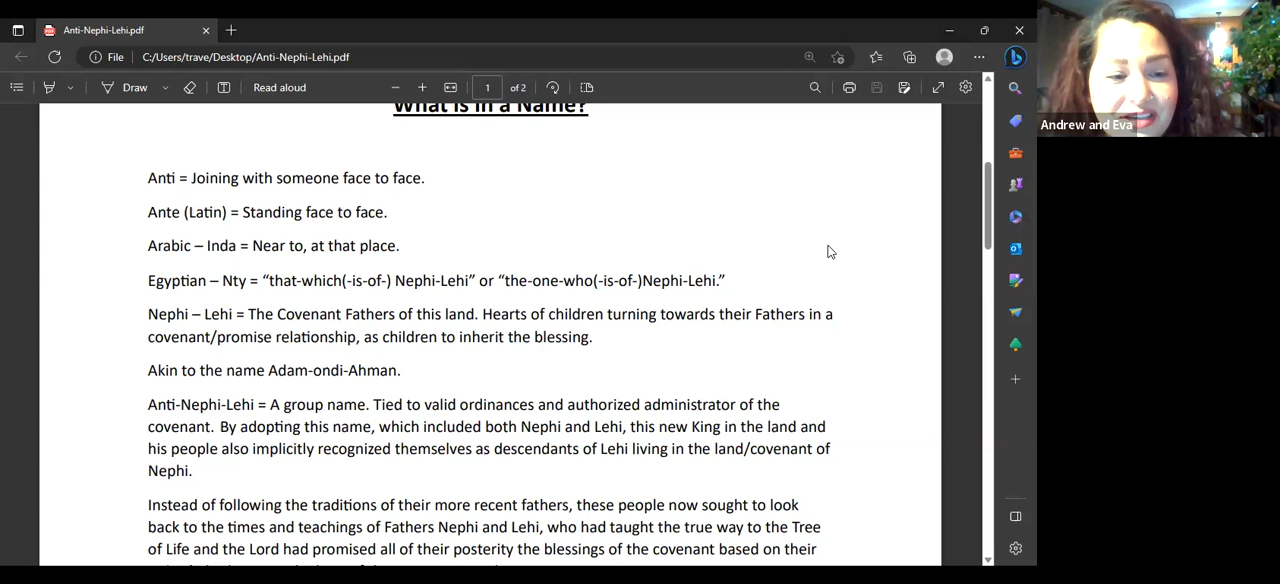 Anti-Nephi-Lehi.pdf
File
C:/Users/trave/Desktop/Anti-Nephi-Lehi.pdf
Draw
Read aloud
1
of 2
What is in a Name?
Anti = Joining with someone face to face.
Ante (Latin) = Standing face to face.
Arabic – Inda = Near to, at that place.
Egyptian – Nty = “that-which(-is-of-) Nephi-Lehi” or “the-one-who(-is-of-)Nephi-Lehi.”
Nephi – Lehi = The Covenant Fathers of this land. Hearts of children turning towards their Fathers in a
covenant/promise relationship, as children to inherit the blessing.
Akin to the name Adam-ondi-Ahman.
Anti-Nephi-Lehi = A group name. Tied to valid ordinances and authorized administrator of the
covenant. By adopting this name, which included both Nephi and Lehi, this new King in the land and
his people also implicitly recognized themselves as descendants of Lehi living in the land/covenant of
Nephi.
Instead of following the traditions of their more recent fathers, these people now sought to look
back to the times and teachings of Fathers Nephi and Lehi, who had taught the true way to the Tree
of Life and the Lord had promised all of their posterity the blessings of the covenant based on their
Andrew and Eva